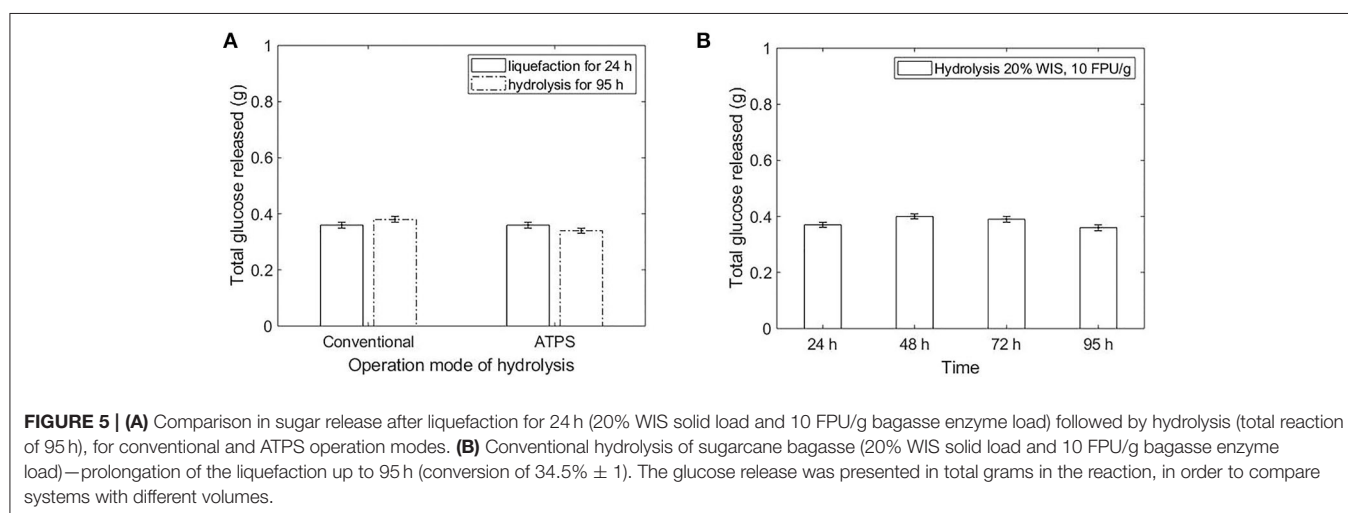 A
1
0.8
0.6
0.4
0.2
0
Total glucose released (g)
liquefaction for 24 h
hydrolysis for 95 h
Conventional
ATPS
Operation mode of hydrolysis
B
1
0.8
0.6
0.4
0.2
0
Total glucose released (g)
Hydrolysis 20% WIS, 10 FPU/g
24 h
48 h
72 h
95 h
Time
FIGURE 5 | (A) Comparison in sugar release after liquefaction for 24 h (20% WIS solid load and 10 FPU/g bagasse enzyme load) followed by hydrolysis (total reaction
of 95 h), for conventional and ATPS operation modes. (B) Conventional hydrolysis of sugarcane bagasse (20% WIS solid load and 10 FPU/g bagasse enzyme
load)—prolongation of the liquefaction up to 95 h (conversion of 34.5% ± 1). The glucose release was presented in total grams in the reaction, in order to compare
systems with different volumes.